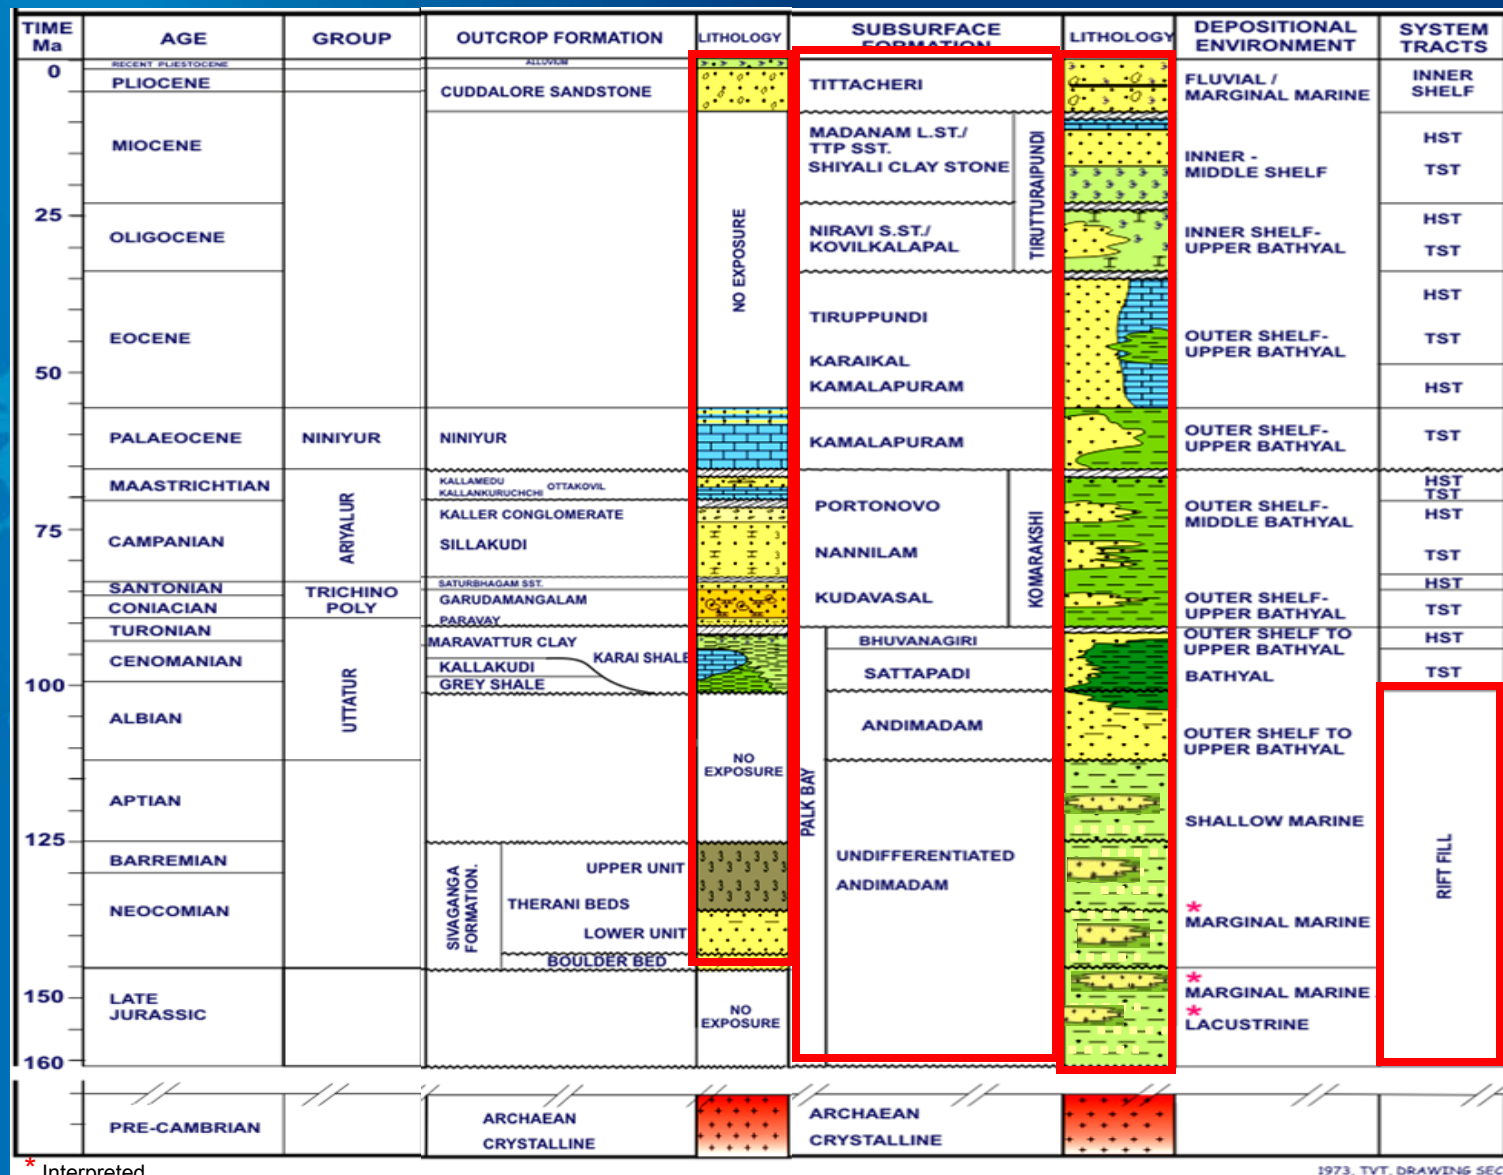 TIME
Ma
AGE
GROUP
OUTCROP FORMATION
LITHOLOGY
SUBSURFACE
FORMATION
LITHOLOGY
DEPOSITIONAL
ENVIRONMENT
SYSTEM
TRACTS
0
25
50
75
100
125
150
160
RECENT PLIESTOCENE
PLIOCENE
MIOCENE
OLIGOCENE
EOCENE
PALAEOCENE
MAASTRICHTIAN
CAMPANIAN
SANTONIAN
CONIACIAN
TURONIAN
CENOMANIAN
ALBIAN
APTIAN
BARREMIAN
NEOCOMIAN
LATE
JURASSIC
PRE-CAMBRIAN
NINIYUR
ARIYALUR
TRICHINO
POLY
UTTATUR
ALLUVIUM
CUDDALORE SANDSTONE
NINIYUR
KALLAMEDU
KALLANKURUCHCHI
OTTAKOVIL
KALLER CONGLOMERATE
SILLAKUDI
SATURBHAGAM SST.
GARUDAMANGALAM
PARAVAY
MARAVATTUR CLAY
KARAI SHALE
KALLAKUDI
GREY SHALE
SIVAGANGA
FORMATION.
UPPER UNIT
THERANI BEDS
LOWER UNIT
BOULDER BED
ARCHAEAN
CRYSTALLINE
NO EXPOSURE
NO
EXPOSURE
NO
EXPOSURE
TITTACHERI
MADANAM L.ST./
TTP SST.
SHIYALI CLAY STONE
NIRAVI S.ST./
KOVILKALAPAL
TIRUTTURAIPUNDI
TIRUPPUNDI
KARAIKAL
KAMALAPURAM
KAMALAPURAM
PORTONOVO
NANNILAM
KUDAVASAL
KOMARAKSHI
BHUVANAGIRI
SATTAPADI
ANDIMADAM
PALK BAY
UNDIFFERENTIATED
ANDIMADAM
ARCHAEAN
CRYSTALLINE
FLUVIAL /
MARGINAL MARINE
INNER -
MIDDLE SHELF
INNER SHELF-
UPPER BATHYAL
OUTER SHELF-
UPPER BATHYAL
OUTER SHELF-
UPPER BATHYAL
OUTER SHELF-
MIDDLE BATHYAL
OUTER SHELF-
UPPER BATHYAL
OUTER SHELF TO
UPPER BATHYAL
BATHYAL
OUTER SHELF TO
UPPER BATHYAL
SHALLOW MARINE
*
MARGINAL MARINE
*
MARGINAL MARINE
*
LACUSTRINE
INNER
SHELF
HST
TST
HST
TST
HST
TST
HST
TST
HST
TST
HST
TST
HST
TST
HST
TST
RIFT FILL
* Interpreted
1973, TVT, DRAWING SEC